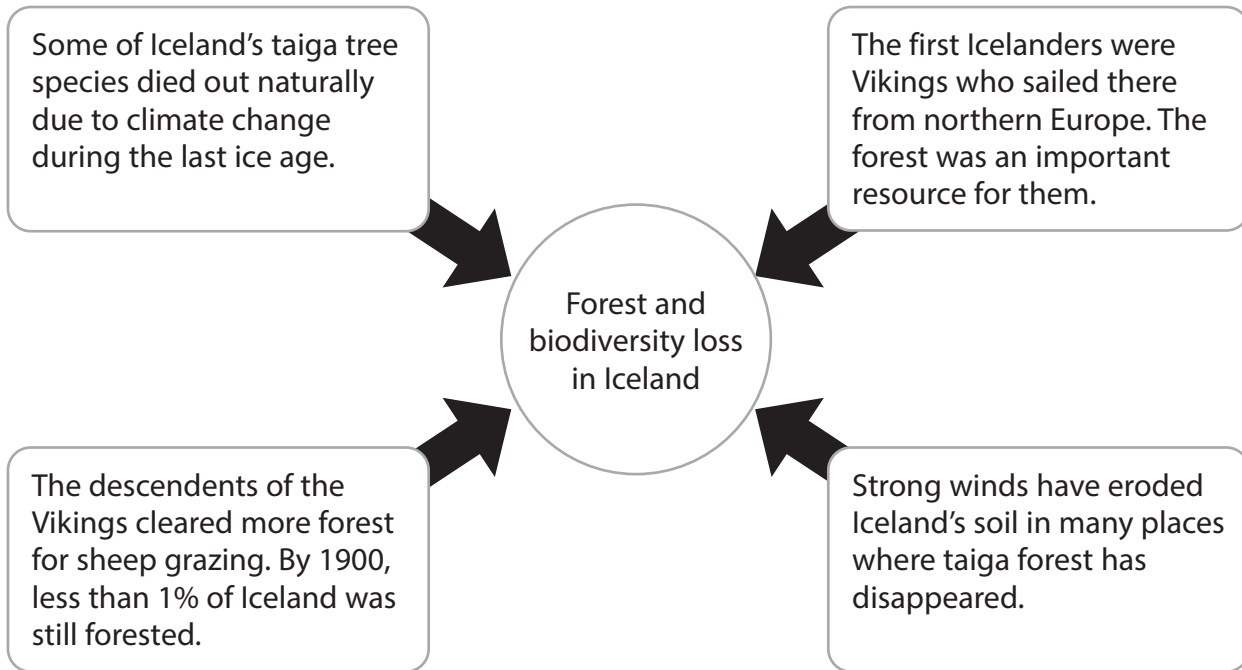 Some of Iceland’s taiga tree
species died out naturally
due to climate change
during the last ice age.
The first Icelanders were
Vikings who sailed there
from northern Europe. The
forest was an important
resource for them.
Forest and
biodiversity loss
in Iceland
The descendents of the
Vikings cleared more forest
for sheep grazing. By 1900,
less than 1% of Iceland was
still forested.
Strong winds have eroded
Iceland’s soil in many places
where taiga forest has
disappeared.